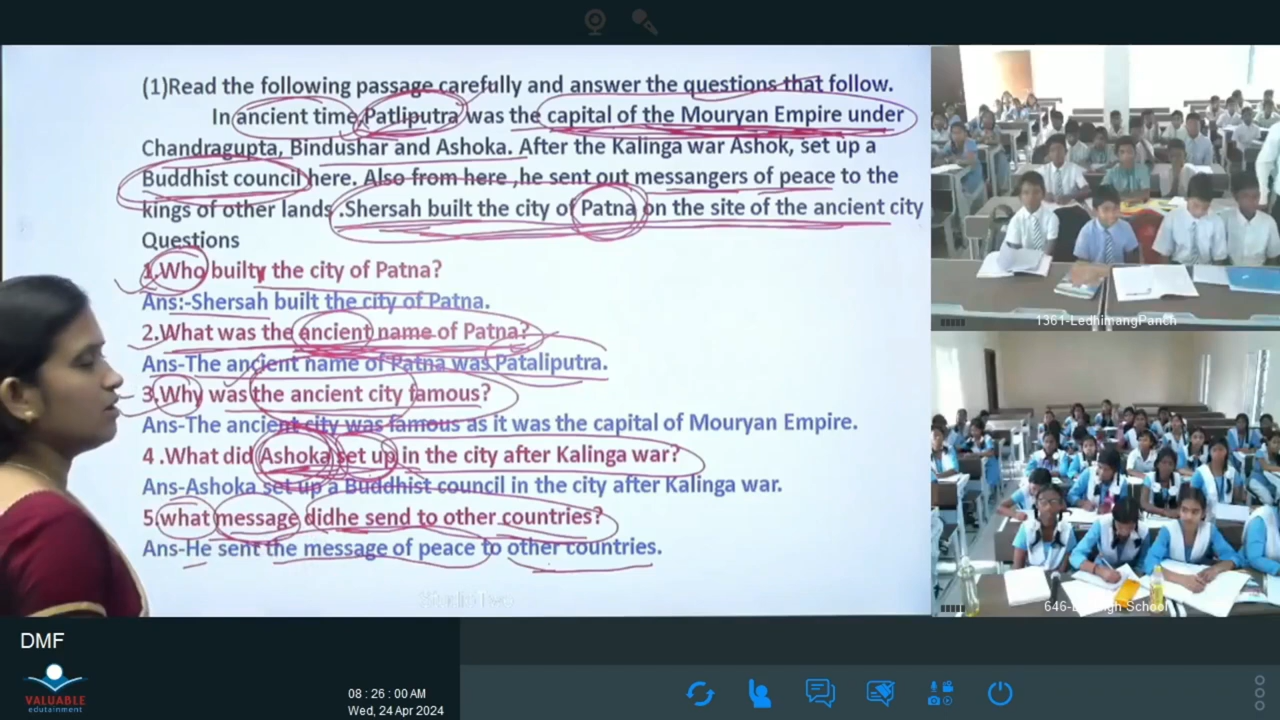 (1)Read the following passage carefully and answer the questions that follow.
In ancient time,Patliputra was the capital of the Mouryan Empire under
Chandragupta, Bindushar and Ashoka. After the Kalinga war Ashok, set up a
Buddhist council here. Also from here ,he sent out messangers of peace to the
kings of other lands .Shersah built the city of Patna on the site of the ancient city
Questions
1.Who builty the city of Patna?
Ans:-Shersah built the city of Patna.
2.What was the ancient name of Patna?
Ans-The ancient name of Patna was Pataliputra.
3.Why was the ancient city famous?
Ans-The ancient city was famous as it was the capital of Mouryan Empire.
4 .What did Ashoka set up in the city after Kalinga war?
Ans-Ashoka set up a Buddhist council in the city after Kalinga war.
5.what message didhe send to other countries?
Ans-He sent the message of peace to other countries.
Studio Two
1361-LedhimangPanch
High School
DMF
VALUABLE
edutainment
08 : 26 : 00 AM
Wed, 24 Apr 2024